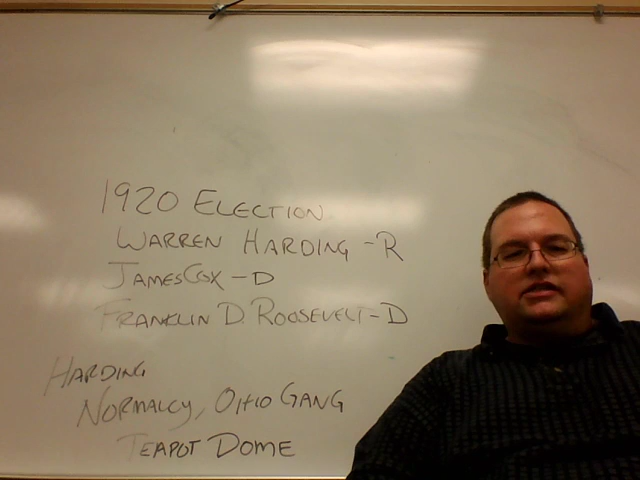 1920 ELECTION
WARREN HARDING - R
JAMES COX - D
FRANKLIN D. ROOSEVELT - D
HARDING
NORMALCY, OHIO GANG
TEAPOT DOME